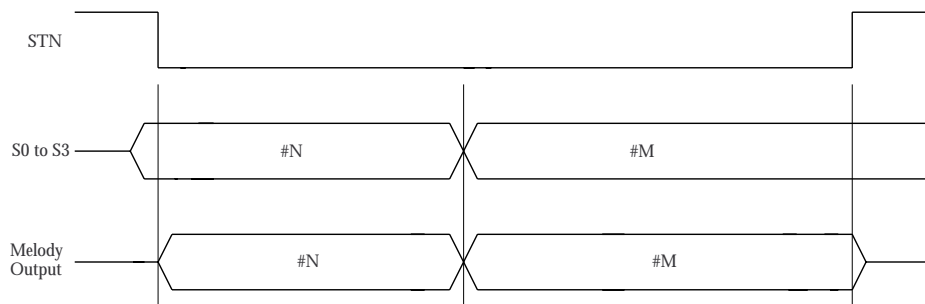 STN
S0 to S3
#N
#M
Melody
Output
#N
#M